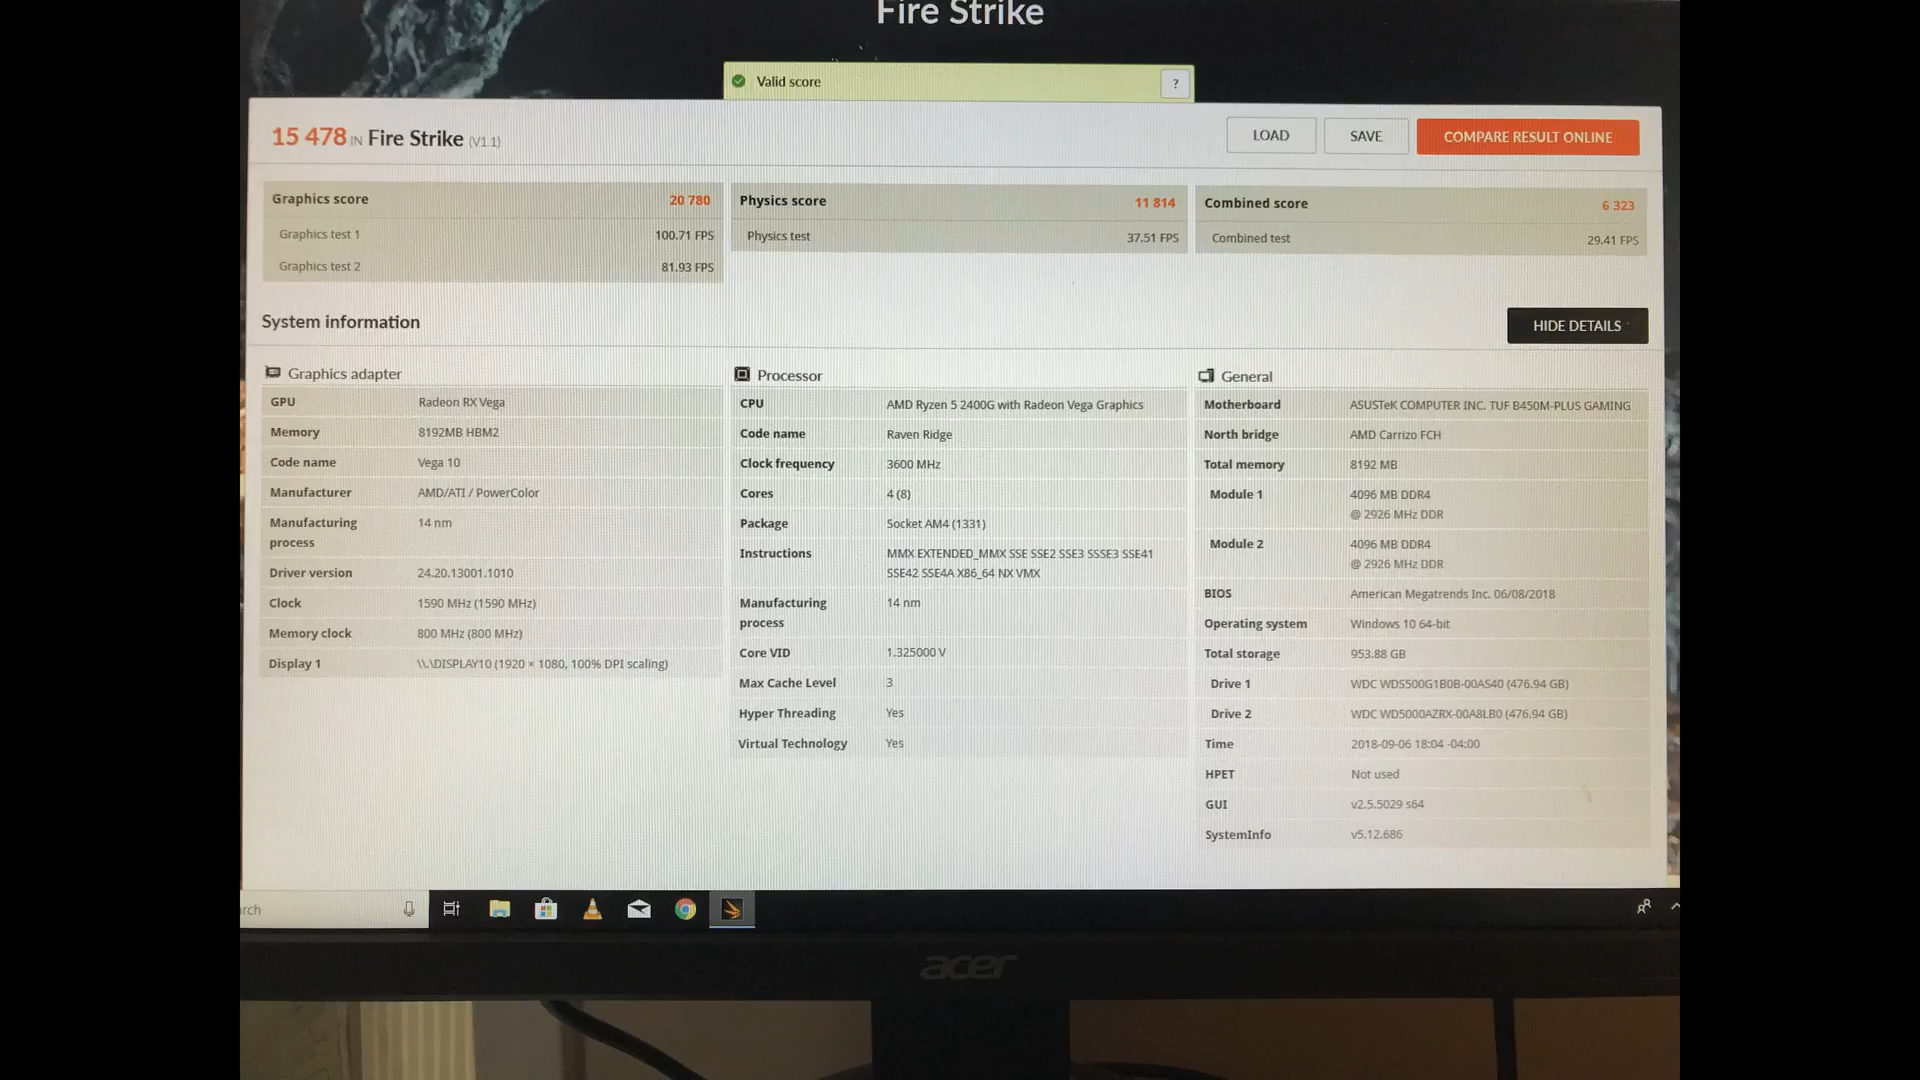 Fire Strike
Valid score
?
15 478 IN Fire Strike (V1.1)
LOAD
SAVE
COMPARE RESULT ONLINE
Graphics score 20 780
Graphics test 1 100.71 FPS
Graphics test 2 81.93 FPS
Physics score 11 814
Physics test 37.51 FPS
Combined score 6 323
Combined test 29.41 FPS
System information
HIDE DETAILS
Graphics adapter
GPU Radeon RX Vega
Memory 8192MB HBM2
Code name Vega 10
Manufacturer AMD/ATI / PowerColor
Manufacturing process 14 nm
Driver version 24.20.13001.1010
Clock 1590 MHz (1590 MHz)
Memory clock 800 MHz (800 MHz)
Display 1 \\.\DISPLAY10 (1920 × 1080, 100% DPI scaling)
Processor
CPU AMD Ryzen 5 2400G with Radeon Vega Graphics
Code name Raven Ridge
Clock frequency 3600 MHz
Cores 4 (8)
Package Socket AM4 (1331)
Instructions MMX EXTENDED_MMX SSE SSE2 SSE3 SSSE3 SSE41
SSE42 SSE4A X86_64 NX VMX
Manufacturing process 14 nm
Core VID 1.325000 V
Max Cache Level 3
Hyper Threading Yes
Virtual Technology Yes
General
Motherboard ASUSTeK COMPUTER INC. TUF B450M-PLUS GAMING
North bridge AMD Carrizo FCH
Total memory 8192 MB
Module 1 4096 MB DDR4
@ 2926 MHz DDR
Module 2 4096 MB DDR4
@ 2926 MHz DDR
BIOS American Megatrends Inc. 06/08/2018
Operating system Windows 10 64-bit
Total storage 953.88 GB
Drive 1 WDC WDS500G1B0B-00AS40 (476.94 GB)
Drive 2 WDC WD5000AZRX-00A8LB0 (476.94 GB)
Time 2018-09-06 18:04 -04:00
HPET Not used
GUI v2.5.5029 s64
SystemInfo v5.12.686
rch
acer